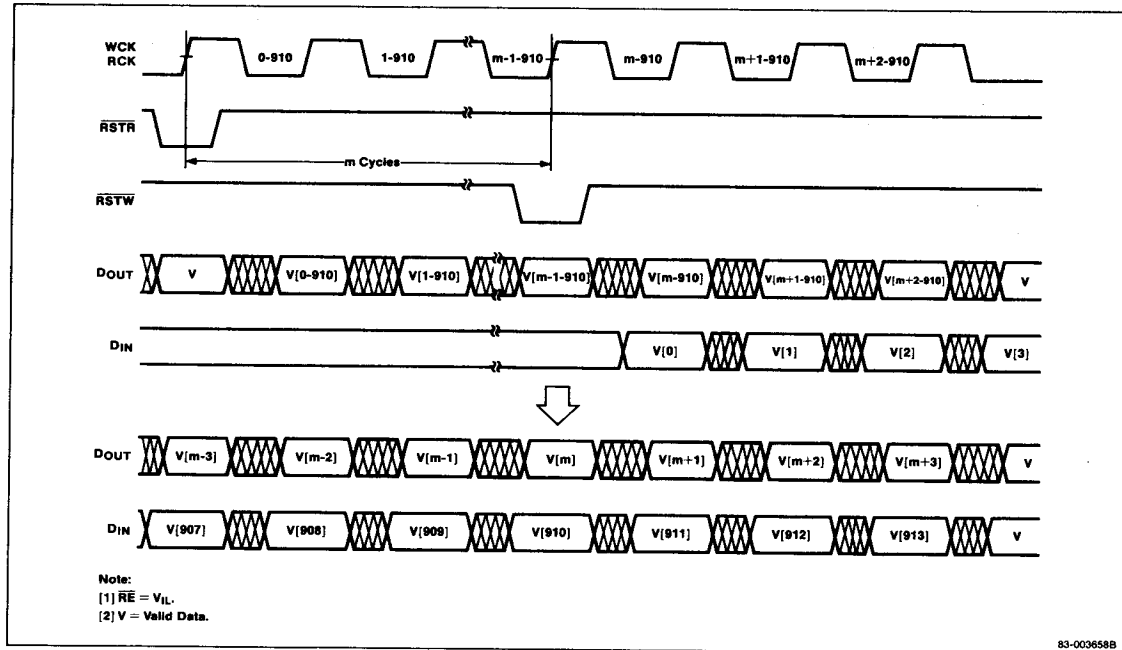 WCK
RCK
0-910 1-910 m-1-910 m-910 m+1-910 m+2-910
RSTR
m Cycles
RSTW
DOUT V V[0-910] V[1-910] V[m-1-910] V[m-910] V[m+1-910] V[m+2-910] V
DIN V[0] V[1] V[2] V[3]
DOUT V[m-3] V[m-2] V[m-1] V[m] V[m+1] V[m+2] V[m+3] V
DIN V[907] V[908] V[909] V[910] V[911] V[912] V[913] V
Note:
[1] RE = VIL.
[2] V = Valid Data.
83-003658B